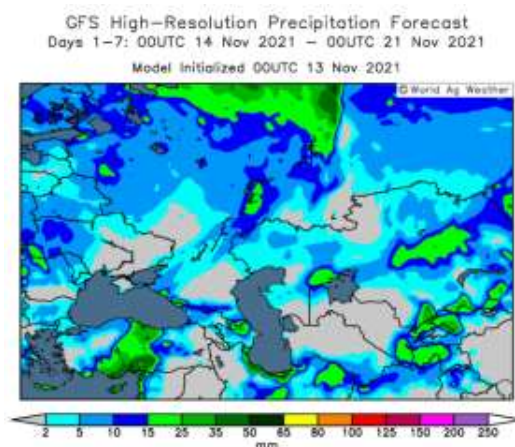 GFS High-Resolution Precipitation Forecast
Days 1-7: 00UTC 14 Nov 2021 - 00UTC 21 Nov 2021
Model Initialized 00UTC 13 Nov 2021
© World Ag Weather
2 5 10 15 25 35 50 65 80 100 125 150 200 250
mm